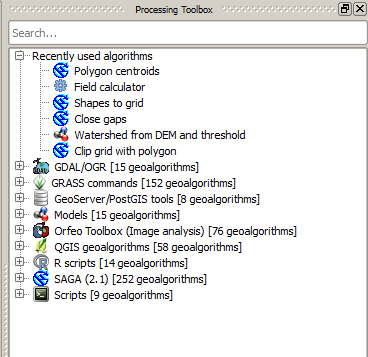 Processing Toolbox
Search...
Recently used algorithms
Polygon centroids
Field calculator
Shapes to grid
Close gaps
Watershed from DEM and threshold
Clip grid with polygon
GDAL/OGR [15 geoalgorithms]
GRASS commands [152 geoalgorithms]
GeoServer/PostGIS tools [8 geoalgorithms]
Models [15 geoalgorithms]
Orfeo Toolbox (Image analysis) [76 geoalgorithms]
QGIS geoalgorithms [58 geoalgorithms]
R scripts [14 geoalgorithms]
SAGA (2.1) [252 geoalgorithms]
Scripts [9 geoalgorithms]